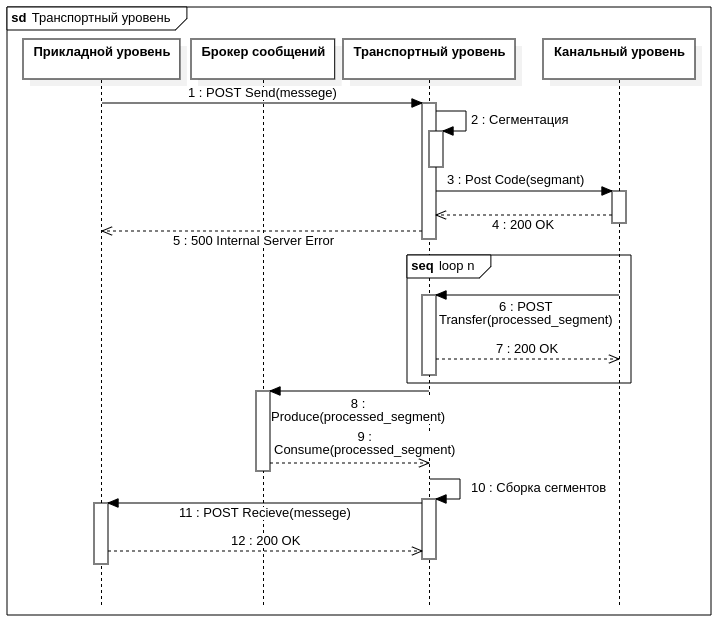 sd Транспортный уровень
Прикладной уровень
Брокер сообщений
Транспортный уровень
Канальный уровень
1 : POST Send(messege)
2 : Сегментация
3 : Post Code(segmant)
4 : 200 OK
5 : 500 Internal Server Error
seq loop n
6 : POST
Transfer(processed_segment)
7 : 200 OK
8 :
Produce(processed_segment)
9 :
Consume(processed_segment)
10 : Сборка сегментов
11 : POST Recieve(messege)
12 : 200 OK